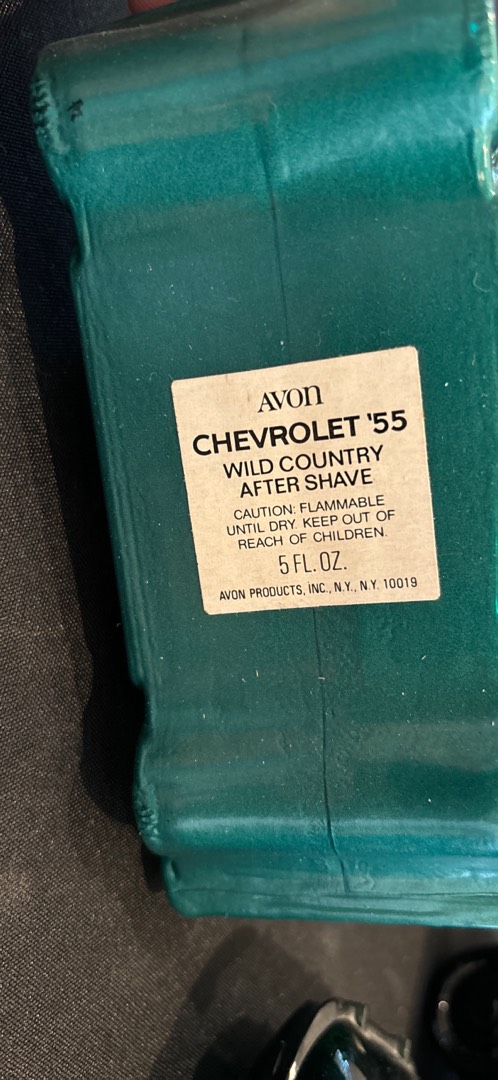 AVON
CHEVROLET '55
WILD COUNTRY
AFTER SHAVE
CAUTION: FLAMMABLE
UNTIL DRY. KEEP OUT OF
REACH OF CHILDREN.
5 FL. OZ.
AVON PRODUCTS, INC., N.Y., N.Y. 10019